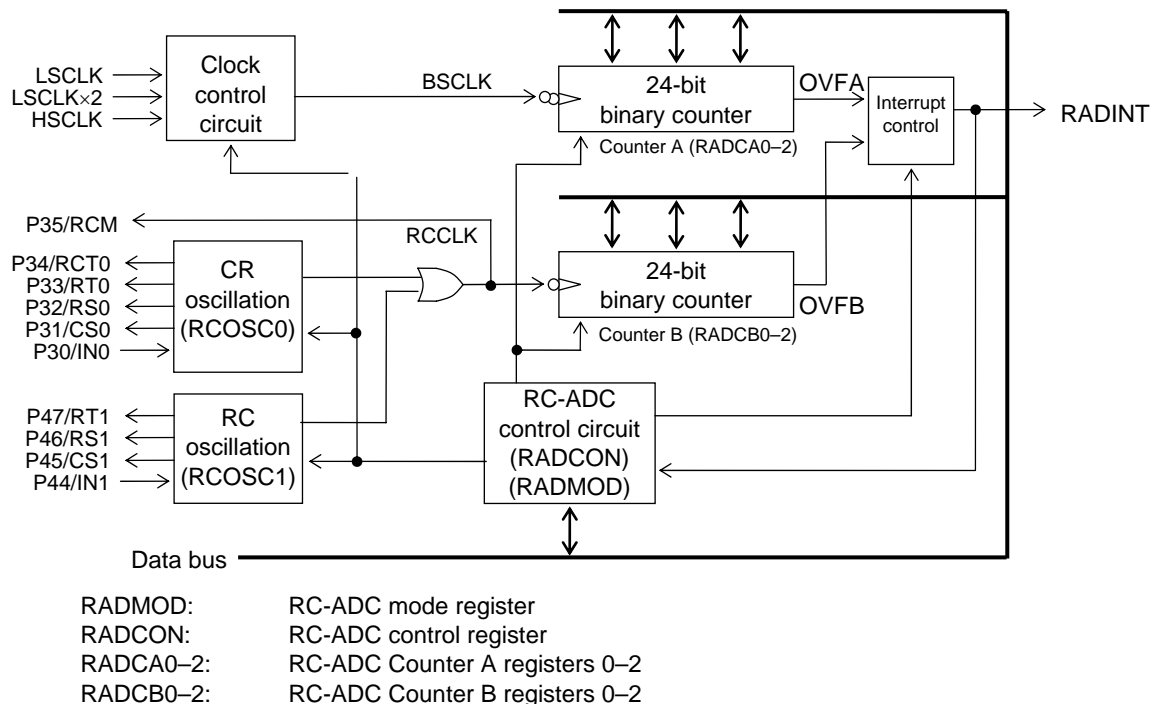 LSCLK
LSCLK×2
HSCLK
Clock
control
circuit
BSCLK
24-bit
binary counter
Counter A (RADCA0–2)
OVFA
Interrupt
control
RADINT
P35/RCM
RCCLK
P34/RCT0
P33/RT0
P32/RS0
P31/CS0
P30/IN0
CR
oscillation
(RCOSC0)
24-bit
binary counter
Counter B (RADCB0–2)
OVFB
P47/RT1
P46/RS1
P45/CS1
P44/IN1
RC
oscillation
(RCOSC1)
RC-ADC
control circuit
(RADCON)
(RADMOD)
Data bus
RADMOD: RC-ADC mode register
RADCON: RC-ADC control register
RADCA0–2: RC-ADC Counter A registers 0–2
RADCB0–2: RC-ADC Counter B registers 0–2